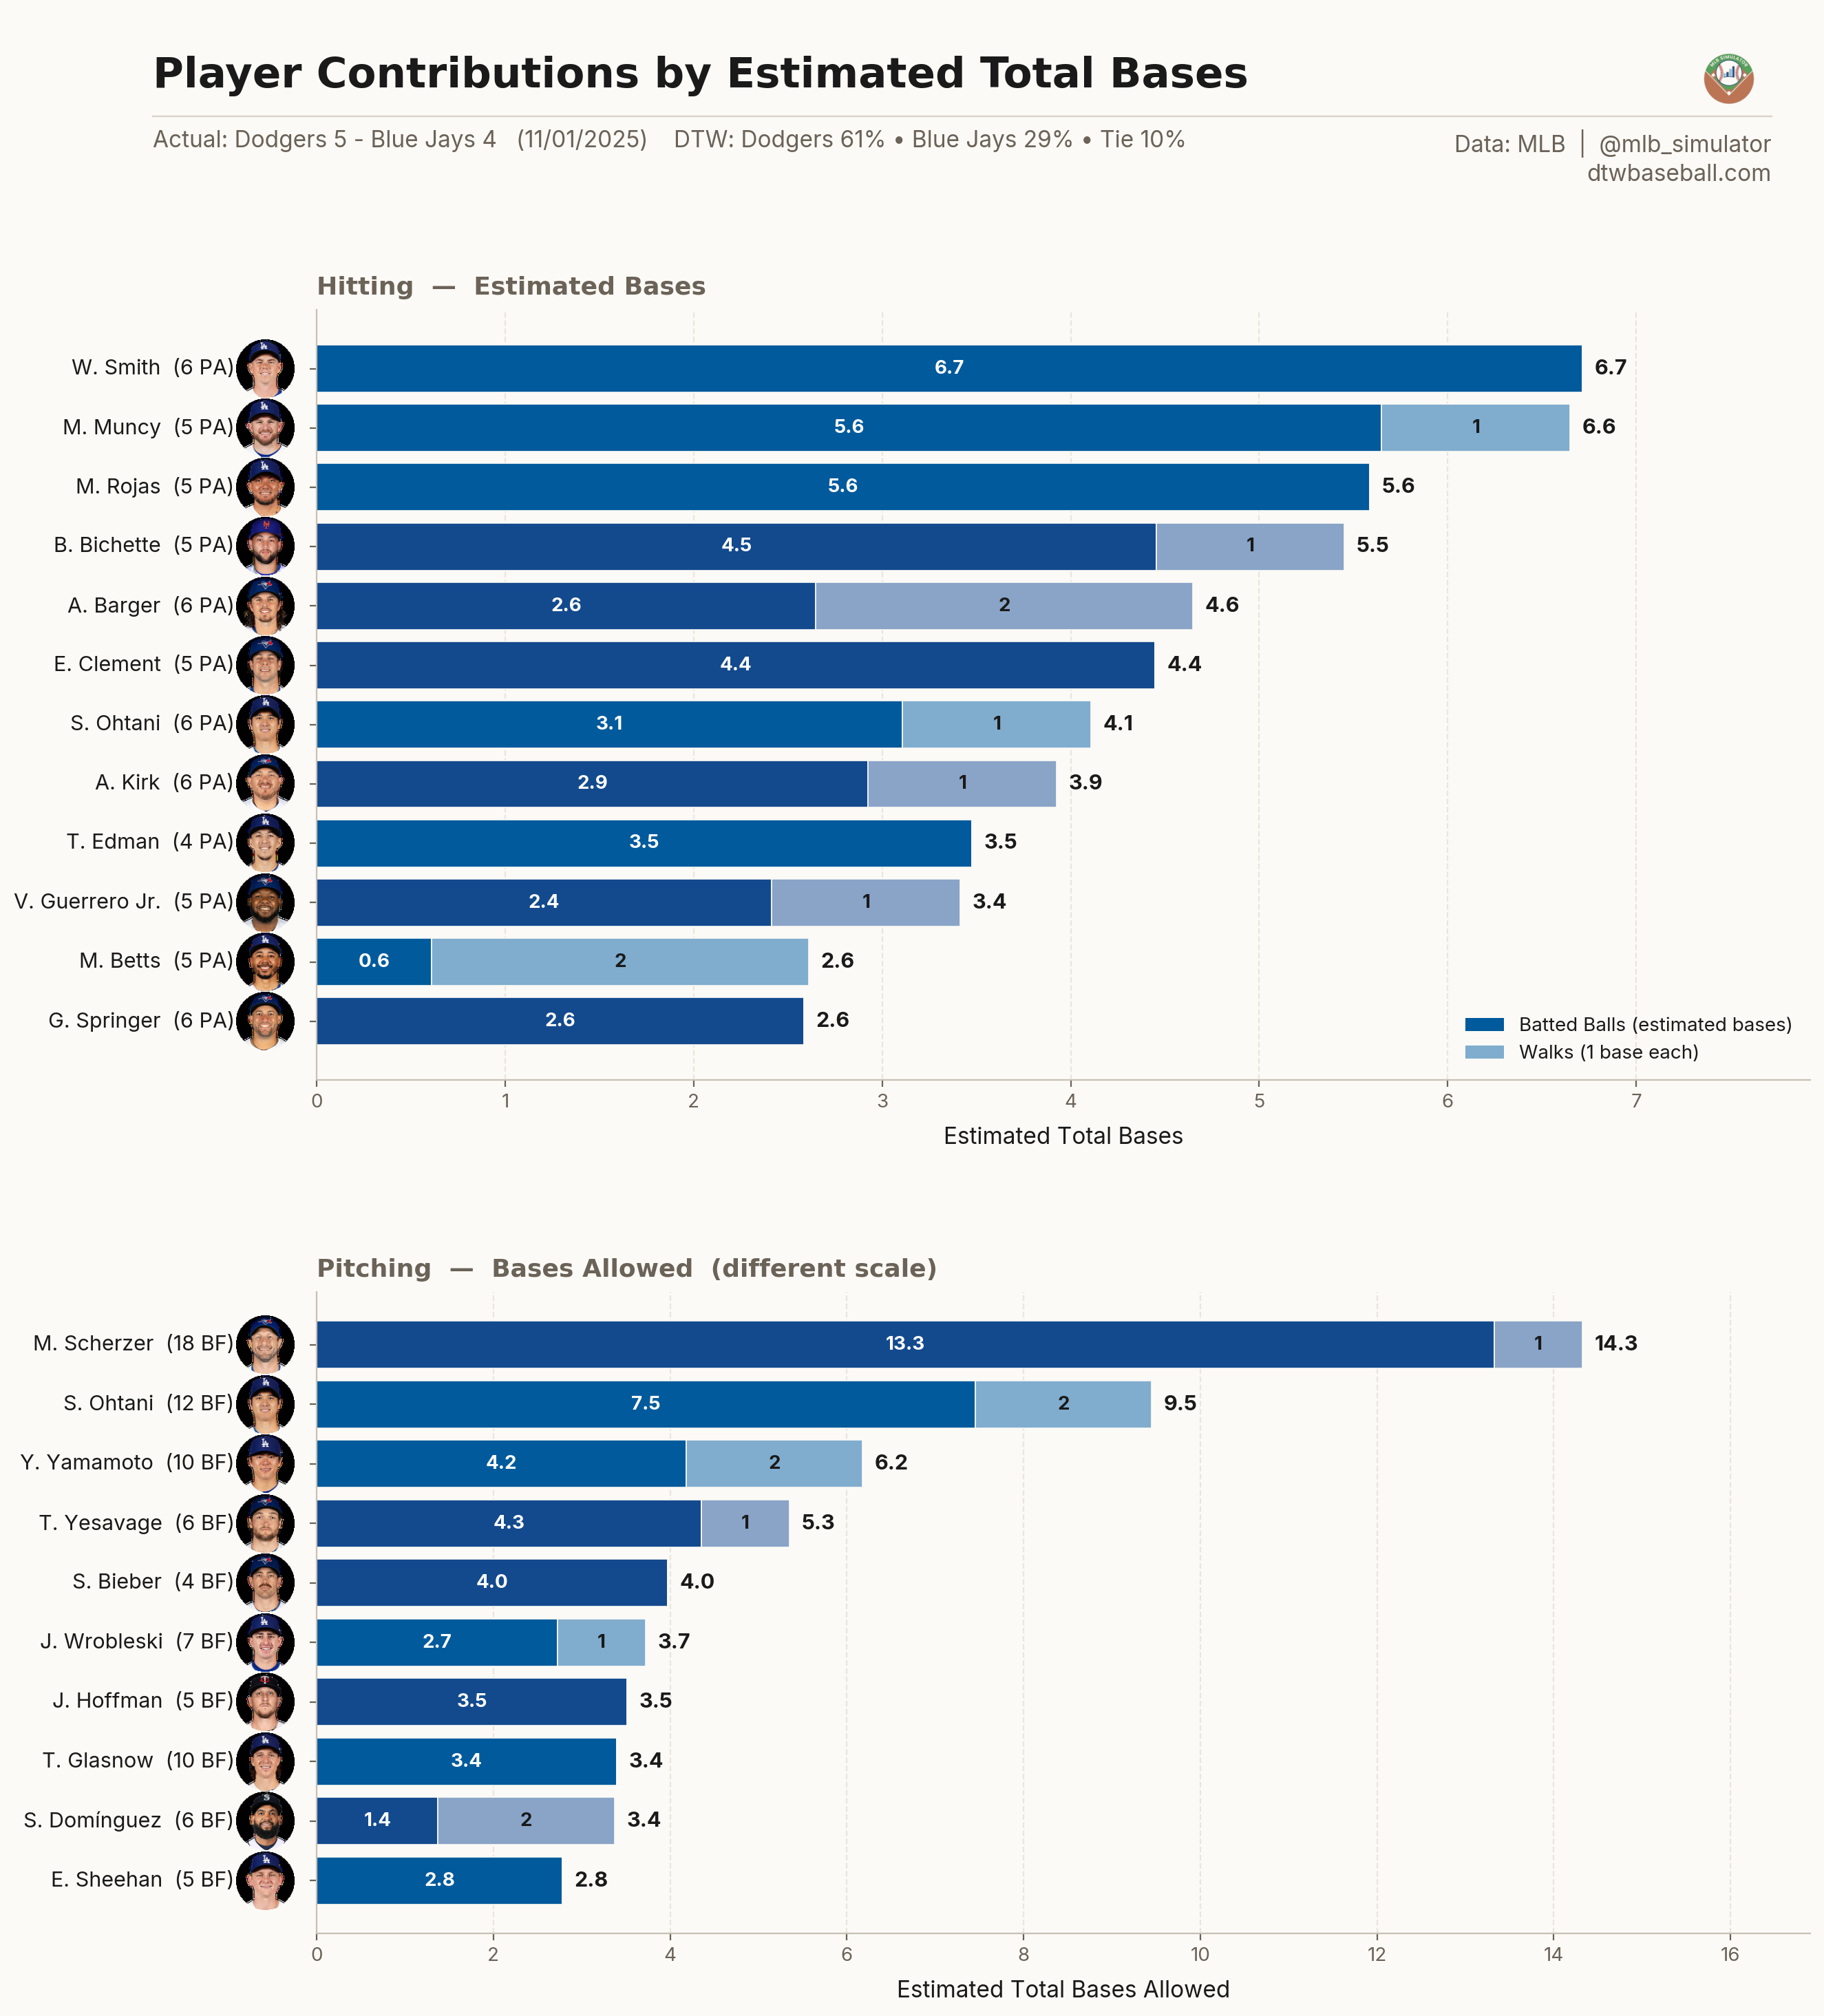 Player Contributions by Estimated Total Bases
MLB SIMULATOR
Actual: Dodgers 5 - Blue Jays 4 (11/01/2025) DTW: Dodgers 61% • Blue Jays 29% • Tie 10%
Data: MLB | @mlb_simulator
dtwbaseball.com
Hitting — Estimated Bases
W. Smith (6 PA) 6.7 6.7
M. Muncy (5 PA) 5.6 1 6.6
M. Rojas (5 PA) 5.6 5.6
B. Bichette (5 PA) 4.5 1 5.5
A. Barger (6 PA) 2.6 2 4.6
E. Clement (5 PA) 4.4 4.4
S. Ohtani (6 PA) 3.1 1 4.1
A. Kirk (6 PA) 2.9 1 3.9
T. Edman (4 PA) 3.5 3.5
V. Guerrero Jr. (5 PA) 2.4 1 3.4
M. Betts (5 PA) 0.6 2 2.6
G. Springer (6 PA) 2.6 2.6
Batted Balls (estimated bases)
Walks (1 base each)
0 1 2 3 4 5 6 7
Estimated Total Bases
Pitching — Bases Allowed (different scale)
M. Scherzer (18 BF) 13.3 1 14.3
S. Ohtani (12 BF) 7.5 2 9.5
Y. Yamamoto (10 BF) 4.2 2 6.2
T. Yesavage (6 BF) 4.3 1 5.3
S. Bieber (4 BF) 4.0 4.0
J. Wrobleski (7 BF) 2.7 1 3.7
J. Hoffman (5 BF) 3.5 3.5
T. Glasnow (10 BF) 3.4 3.4
S. Domínguez (6 BF) 1.4 2 3.4
E. Sheehan (5 BF) 2.8 2.8
0 2 4 6 8 10 12 14 16
Estimated Total Bases Allowed